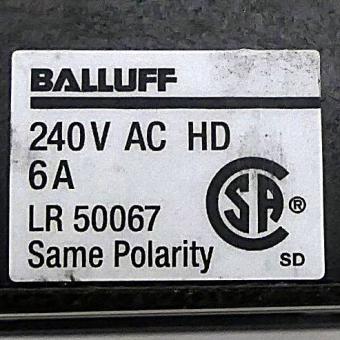 BALLUFF
240V AC HD
6A
LR 50067
Same Polarity
SA ®
SD